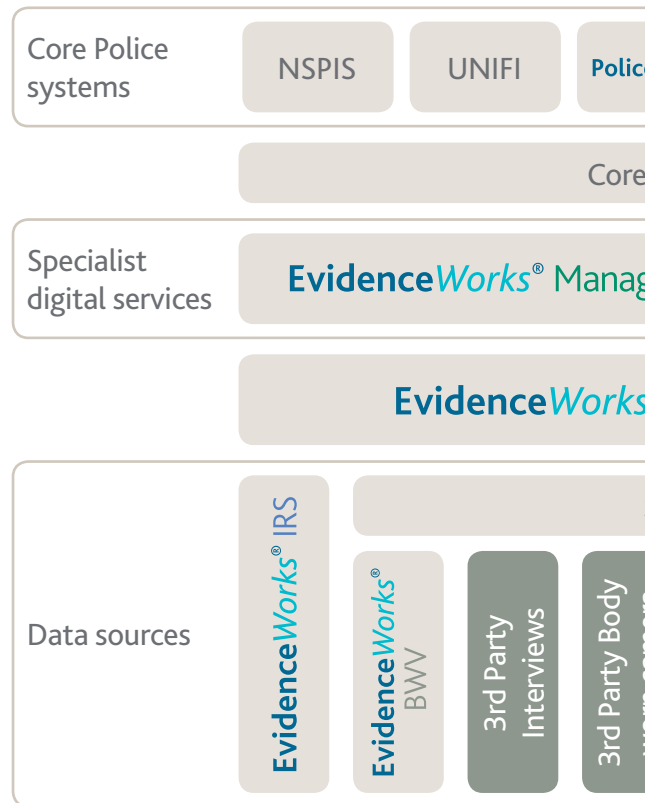 Core Police
systems
NSPIS
UNIFI
Police
Core
Specialist
digital services
EvidenceWorks® Manag
EvidenceWorks
Data sources
EvidenceWorks® IRS
EvidenceWorks®
BWV
3rd Party
Interviews
3rd Party Body